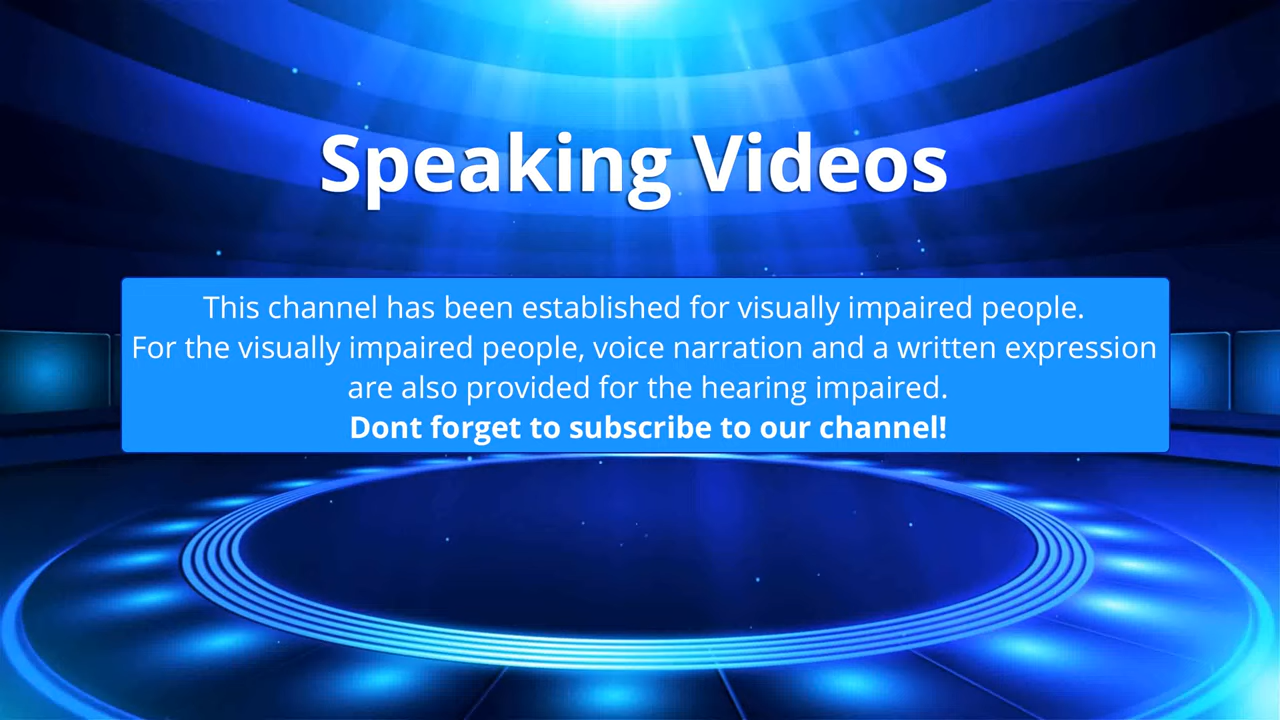 Speaking Videos
This channel has been established for visually impaired people.
For the visually impaired people, voice narration and a written expression
are also provided for the hearing impaired.
Dont forget to subscribe to our channel!